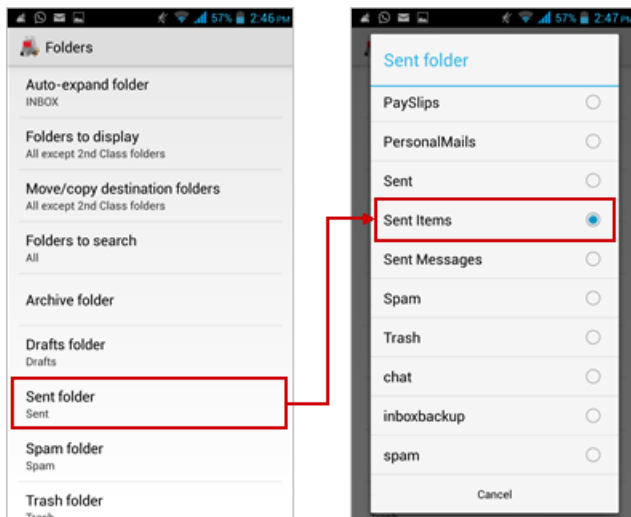 57% 2:46 PM
Folders
Auto-expand folder
INBOX
Folders to display
All except 2nd Class folders
Move/copy destination folders
All except 2nd Class folders
Folders to search
All
Archive folder
Drafts folder
Drafts
Sent folder
Sent
Spam folder
Spam
Trash folder
Trash
57% 2:47 PM
Sent folder
PaySlips
PersonalMails
Sent
Sent Items
Sent Messages
Spam
Trash
chat
inboxbackup
spam
Cancel